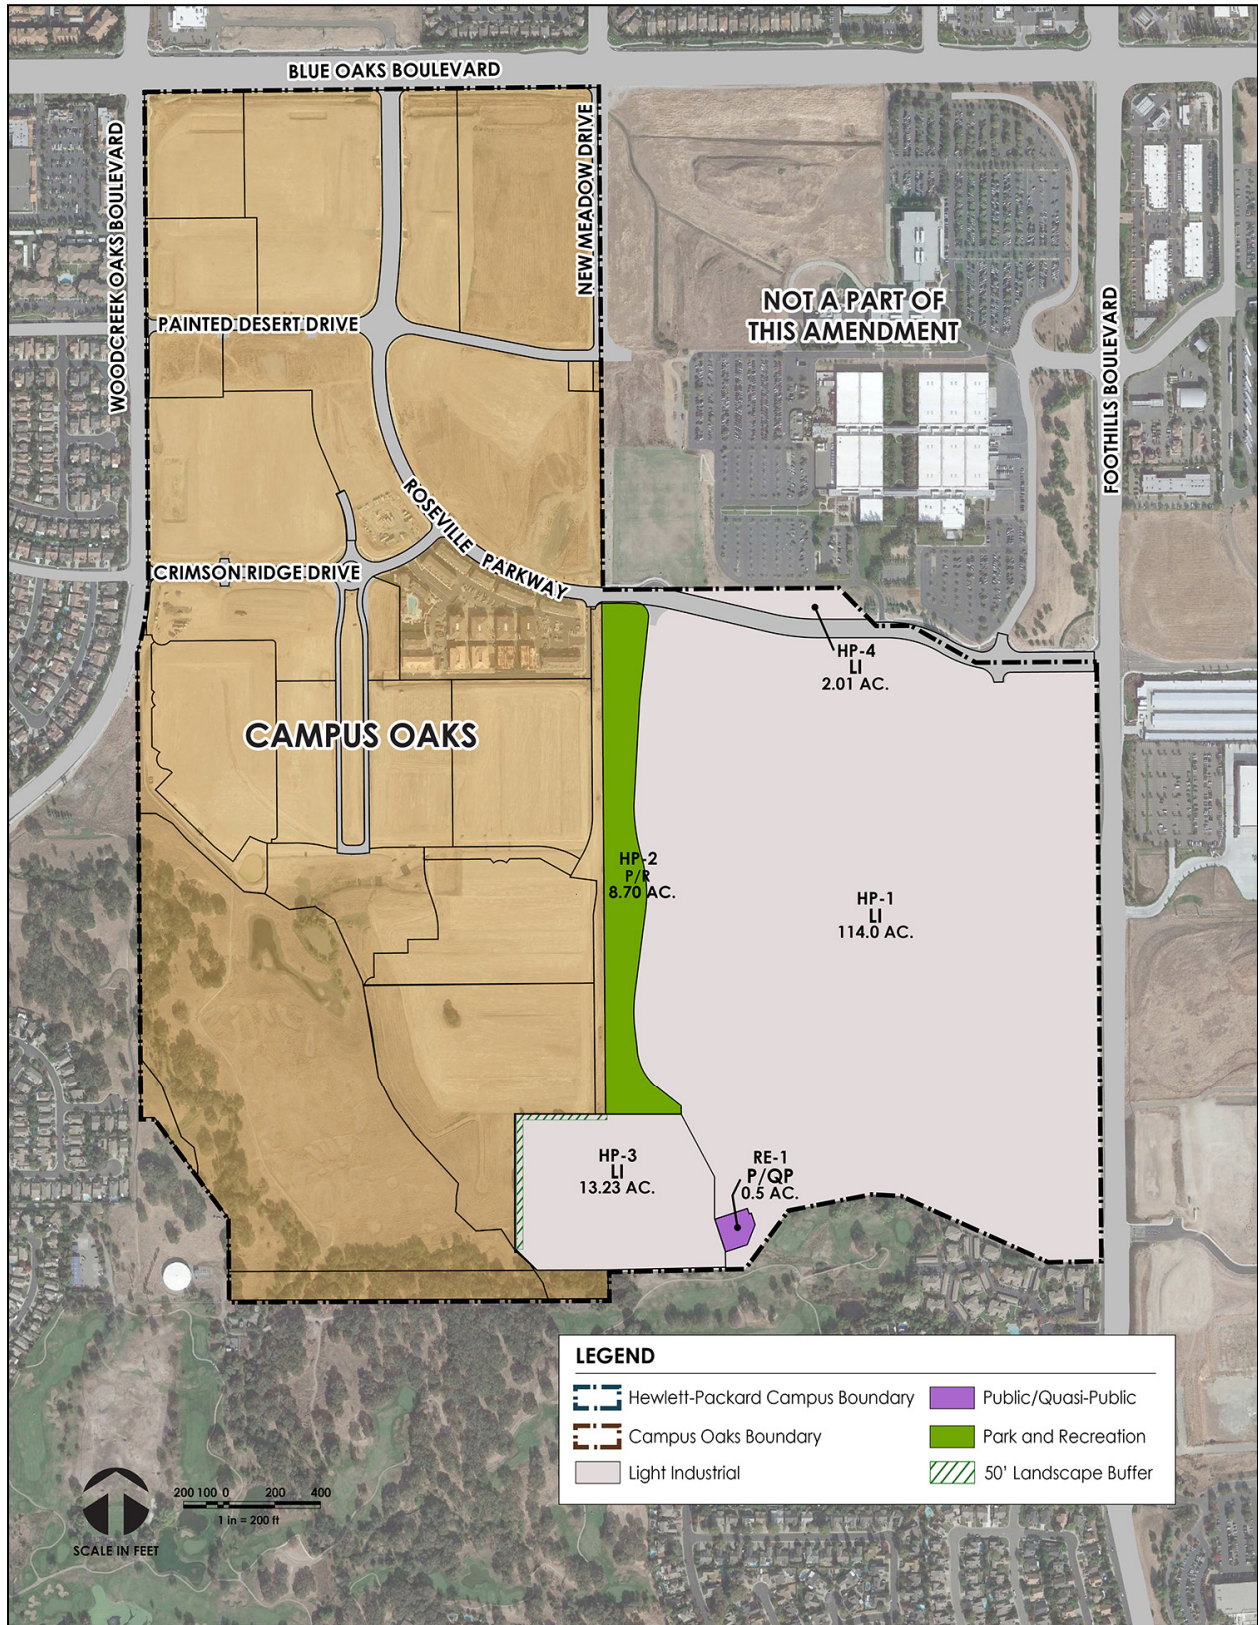 BLUE OAKS BOULEVARD
WOODCREEK OAKS BOULEVARD
NEW MEADOW DRIVE
NOT A PART OF
THIS AMENDMENT
FOOTHILLS BOULEVARD
PAINTED DESERT DRIVE
ROSEVILLE PARKWAY
CRIMSON RIDGE DRIVE
HP-4
LI
2.01 AC.
CAMPUS OAKS
HP-2
P/R
8.70 AC.
HP-1
LI
114.0 AC.
HP-3
LI
13.23 AC.
RE-1
P/QP
0.5 AC.
LEGEND
Hewlett-Packard Campus Boundary
Campus Oaks Boundary
Light Industrial
Public/Quasi-Public
Park and Recreation
50' Landscape Buffer
200 100 0 200 400
1 in = 200 ft
SCALE IN FEET